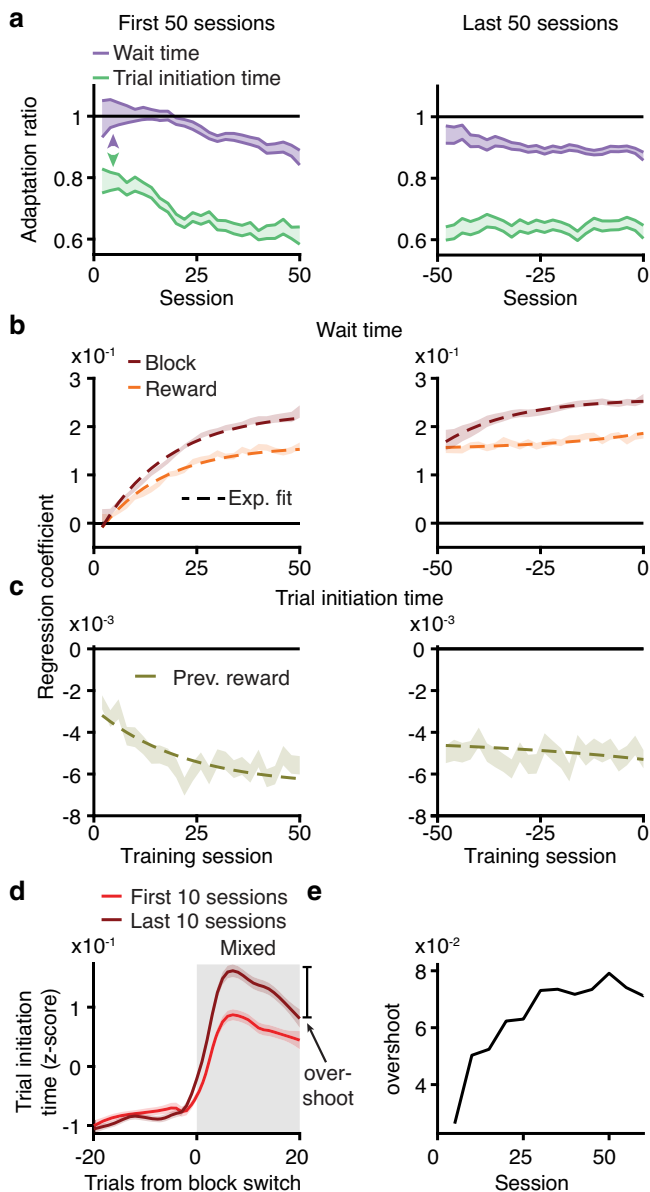 a
First 50 sessions
Last 50 sessions
Wait time
Trial initiation time
Adaptation ratio
1
0.8
0.6
0
25
50
Session
1
0.8
0.6
-50
-25
0
Session
b
Wait time
x10⁻¹
Block
Reward
Exp. fit
3
2
1
0
0
25
50
x10⁻¹
3
2
1
0
-50
-25
0
Regression coefficient
c
Trial initiation time
x10⁻³
Prev. reward
0
-2
-4
-6
-8
0
25
50
Training session
x10⁻³
0
-2
-4
-6
-8
-50
-25
0
Training session
d
First 10 sessions
Last 10 sessions
x10⁻¹
Mixed
Trial initiation
time (z-score)
1
0
-1
over-
shoot
-20
0
20
Trials from block switch
e
x10⁻²
overshoot
8
6
4
0
50
Session